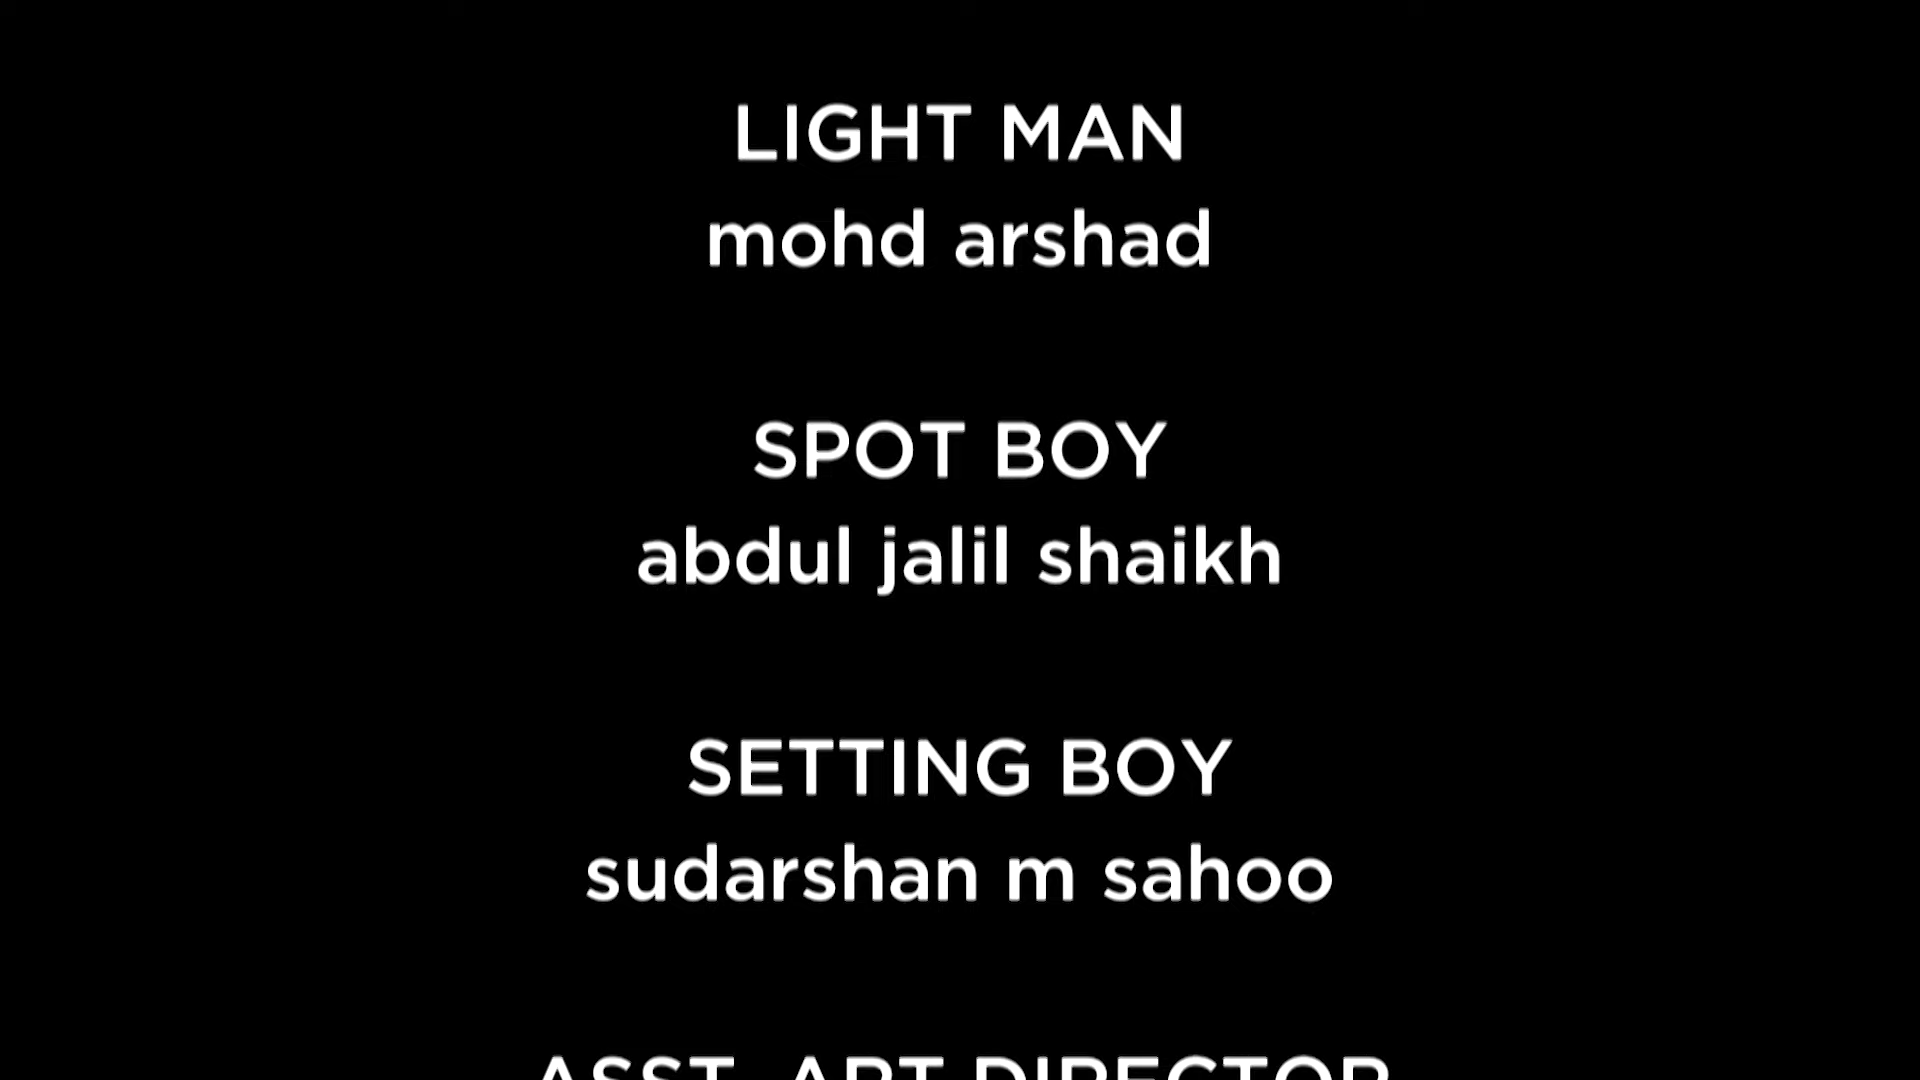 LIGHT MAN
mohd arshad
SPOT BOY
abdul jalil shaikh
SETTING BOY
sudarshan m sahoo
ASST. ART DIRECTOR